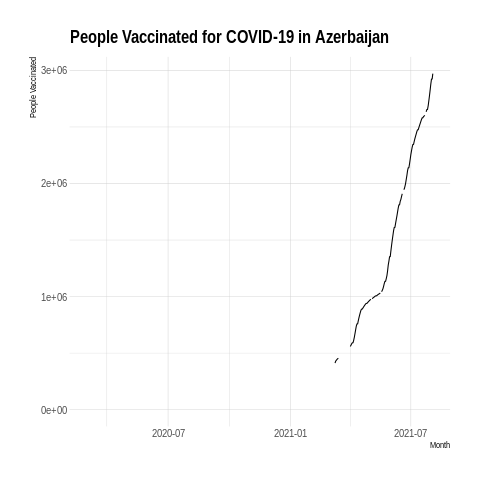 People Vaccinated for COVID-19 in Azerbaijan
People Vaccinated
3e+06
2e+06
1e+06
0e+00
2020-07
2021-01
2021-07
Month